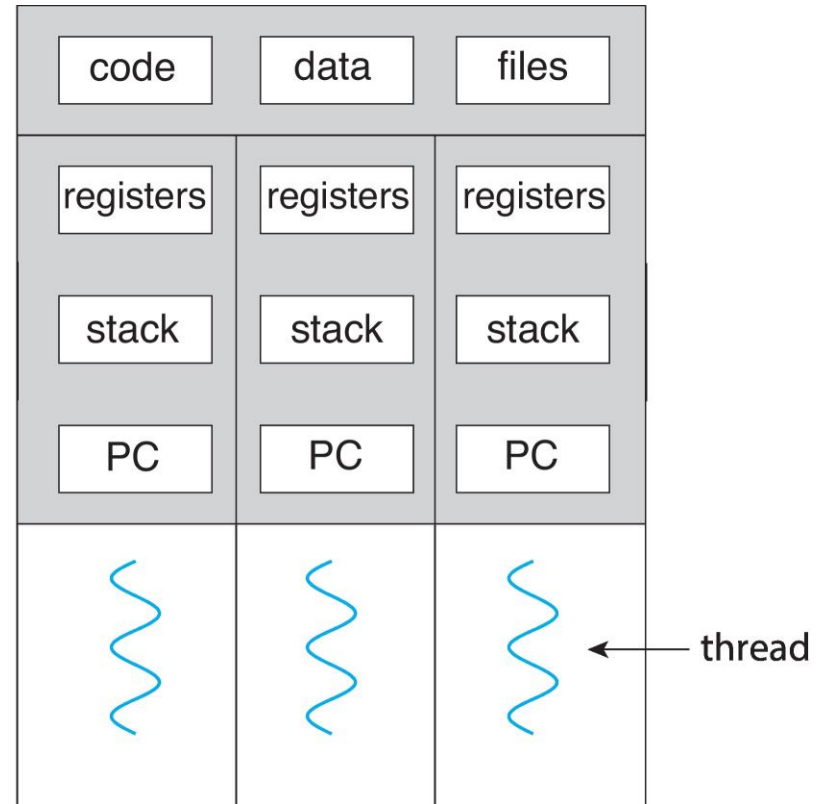 code data files
registers registers registers
stack stack stack
PC PC PC
thread